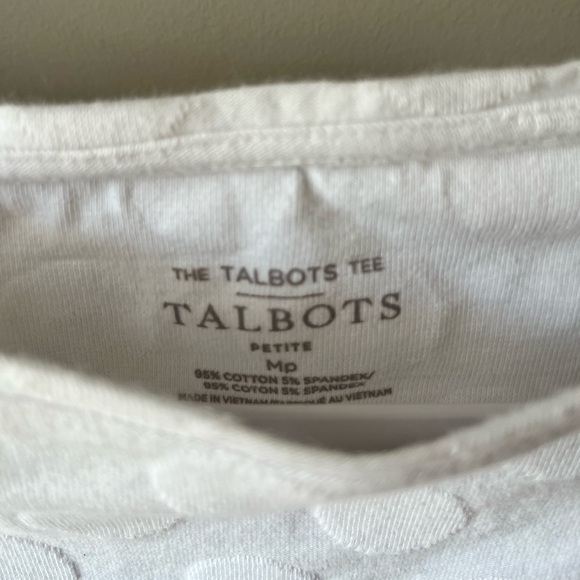 THE TALBOTS TEE
TALBOTS
PETITE
Mp
95% COTTON 5% SPANDEX/
95% COTON 5% SPANDEX
MADE IN VIETNAM/FABRIQUÉ AU VIETNAM